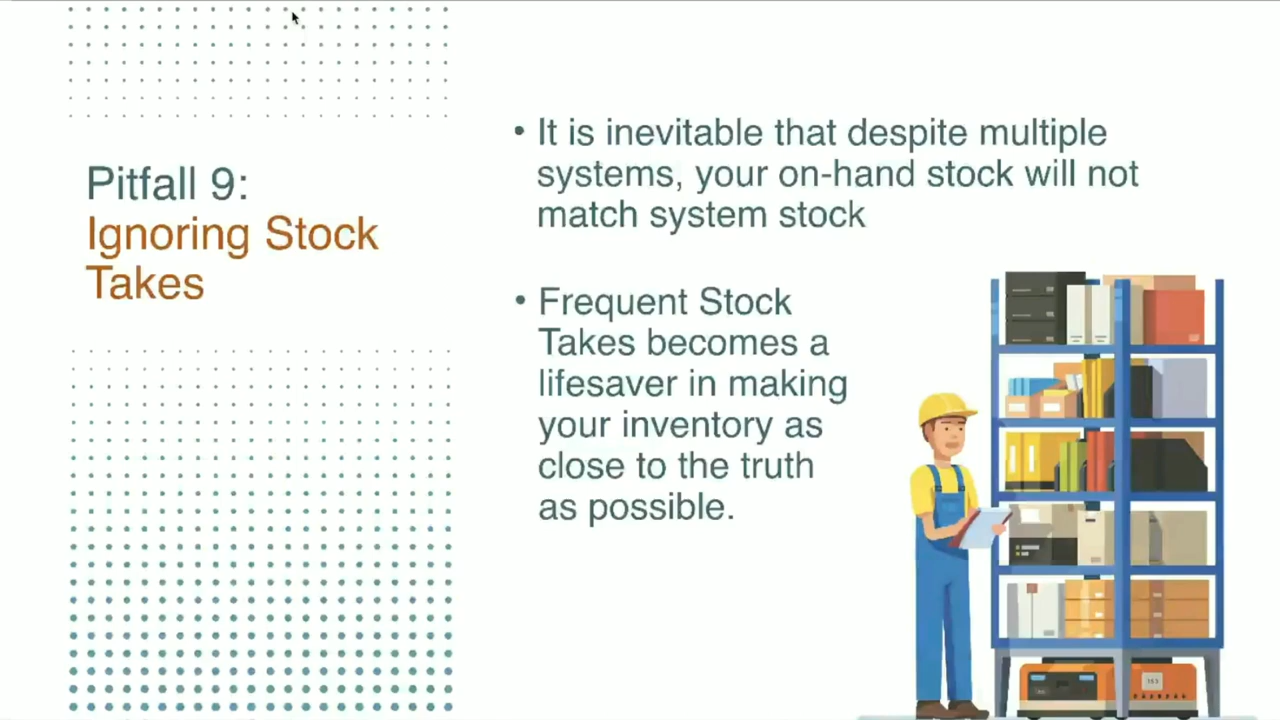 Pitfall 9:
Ignoring Stock
Takes
• It is inevitable that despite multiple
systems, your on-hand stock will not
match system stock
• Frequent Stock
Takes becomes a
lifesaver in making
your inventory as
close to the truth
as possible.